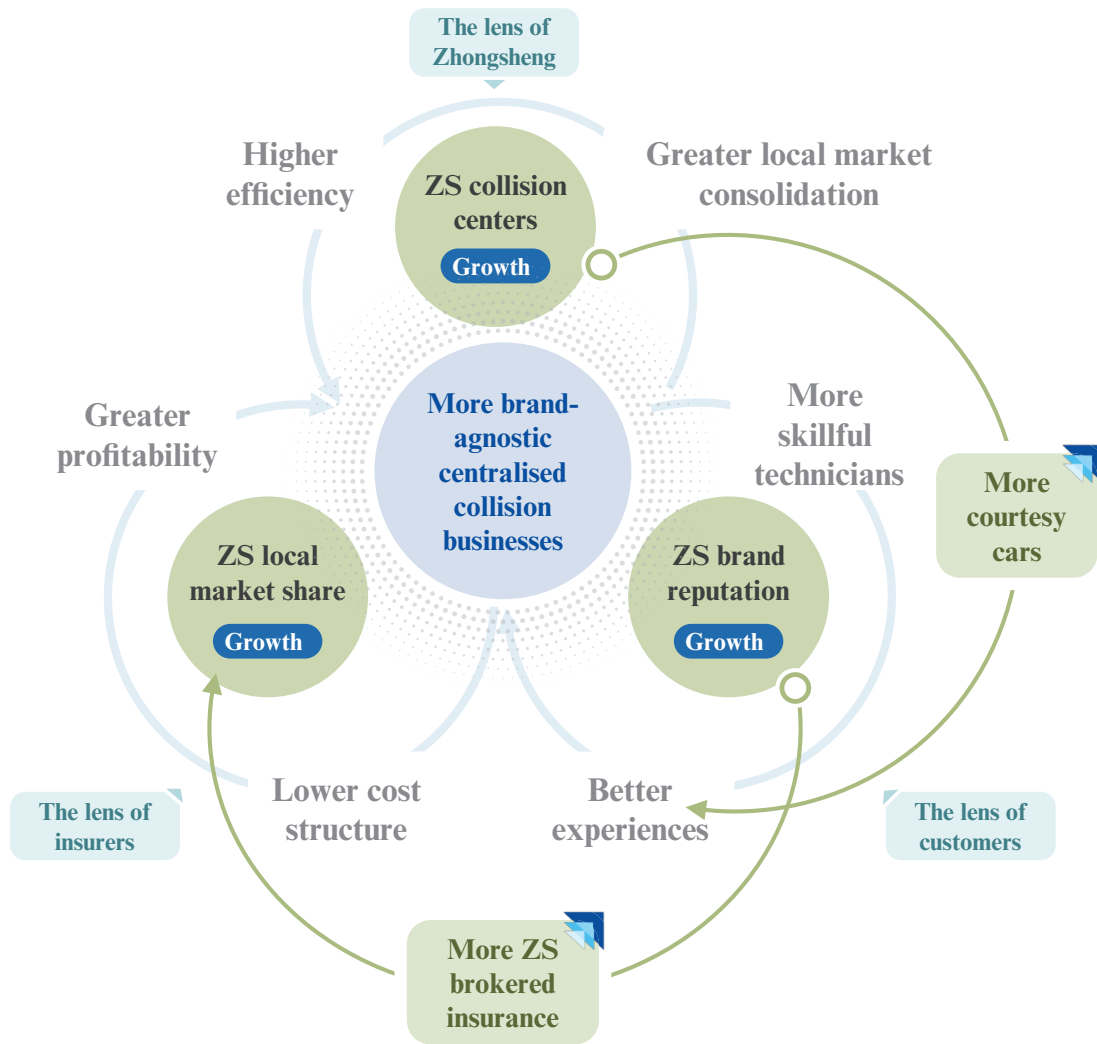 The lens of
Zhongsheng
Higher
efficiency
Greater local market
consolidation
ZS collision
centers
Growth
More brand-
agnostic
centralised
collision
businesses
Greater
profitability
More
skillful
technicians
More
courtesy
cars
ZS local
market share
Growth
ZS brand
reputation
Growth
Lower cost
structure
Better
experiences
The lens of
insurers
The lens of
customers
More ZS
brokered
insurance